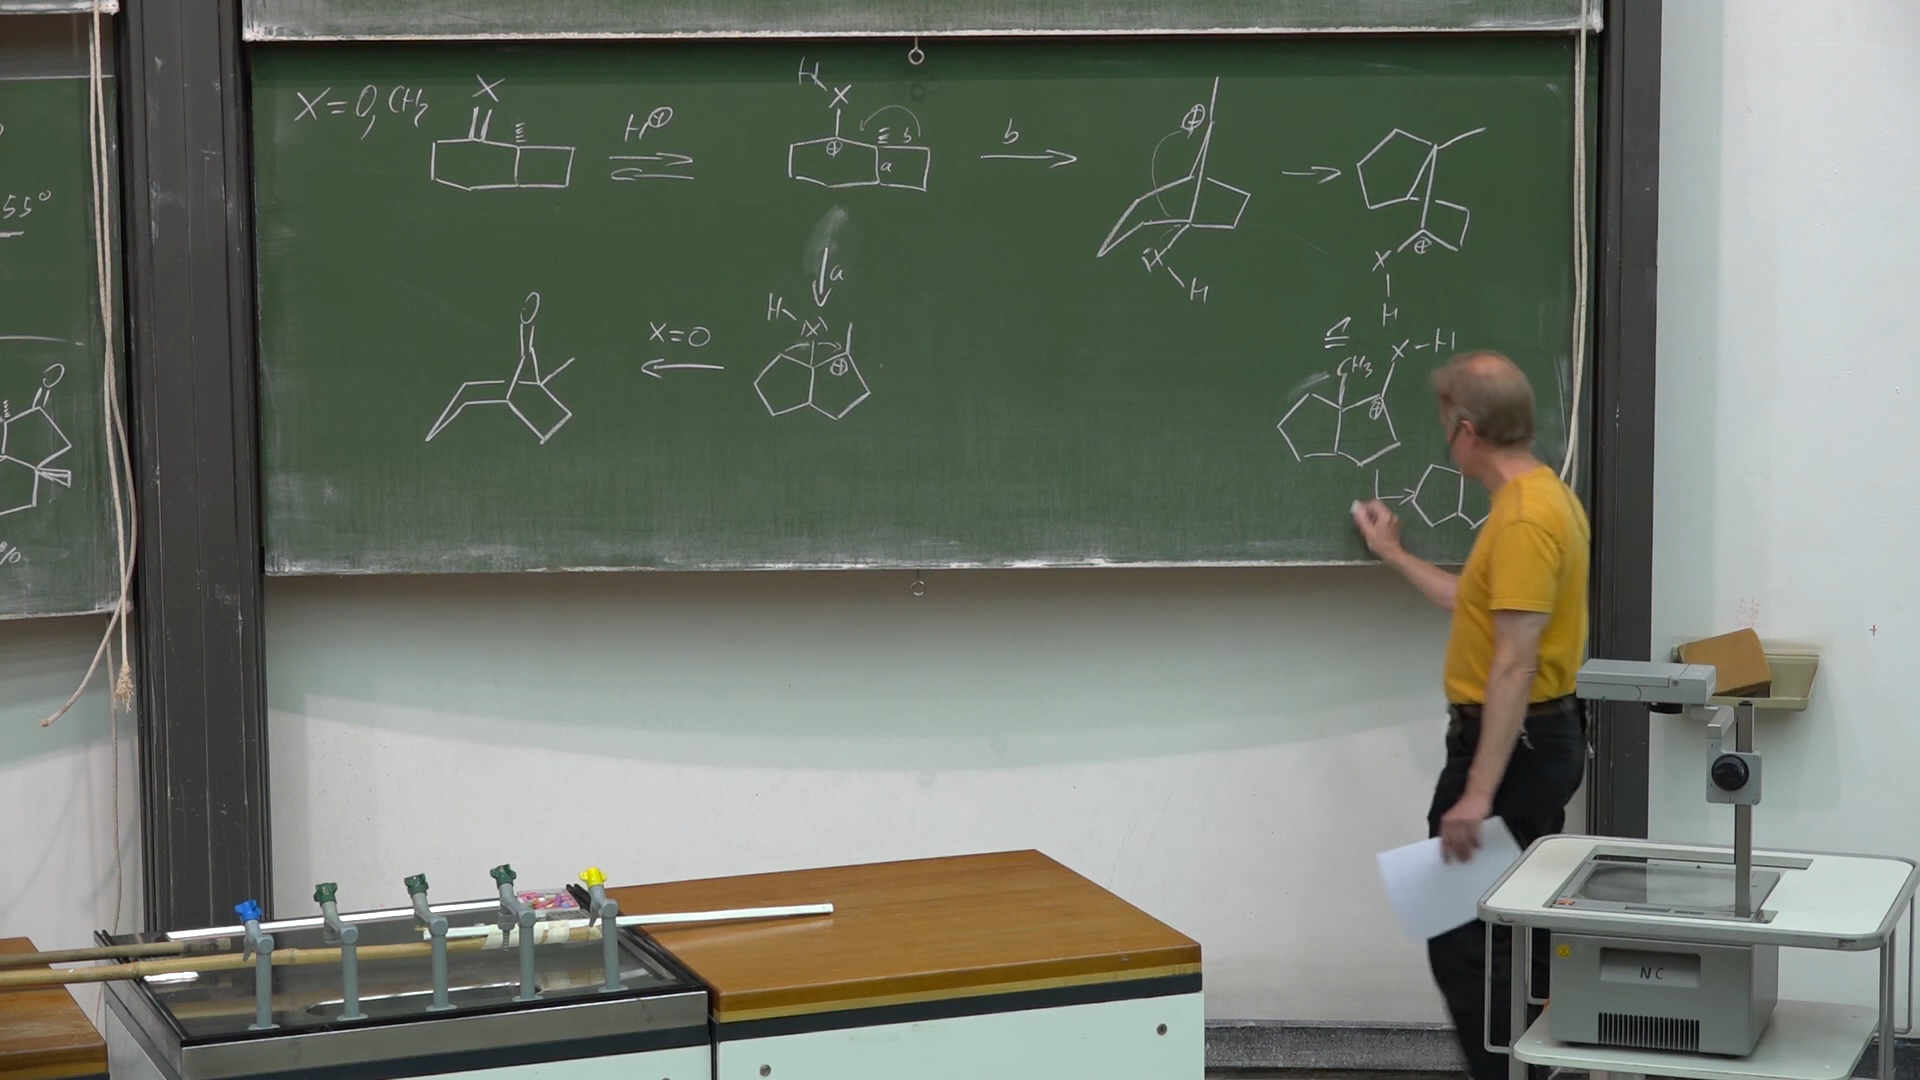 X=O, CH₂
X
H⊕
H
X
⊕
b
a
b
⊕
X
H
X
⊕
H
55°
a
O
X=O
H
X
⊕
≙
CH₃
X-H
⊕
O
%
NC